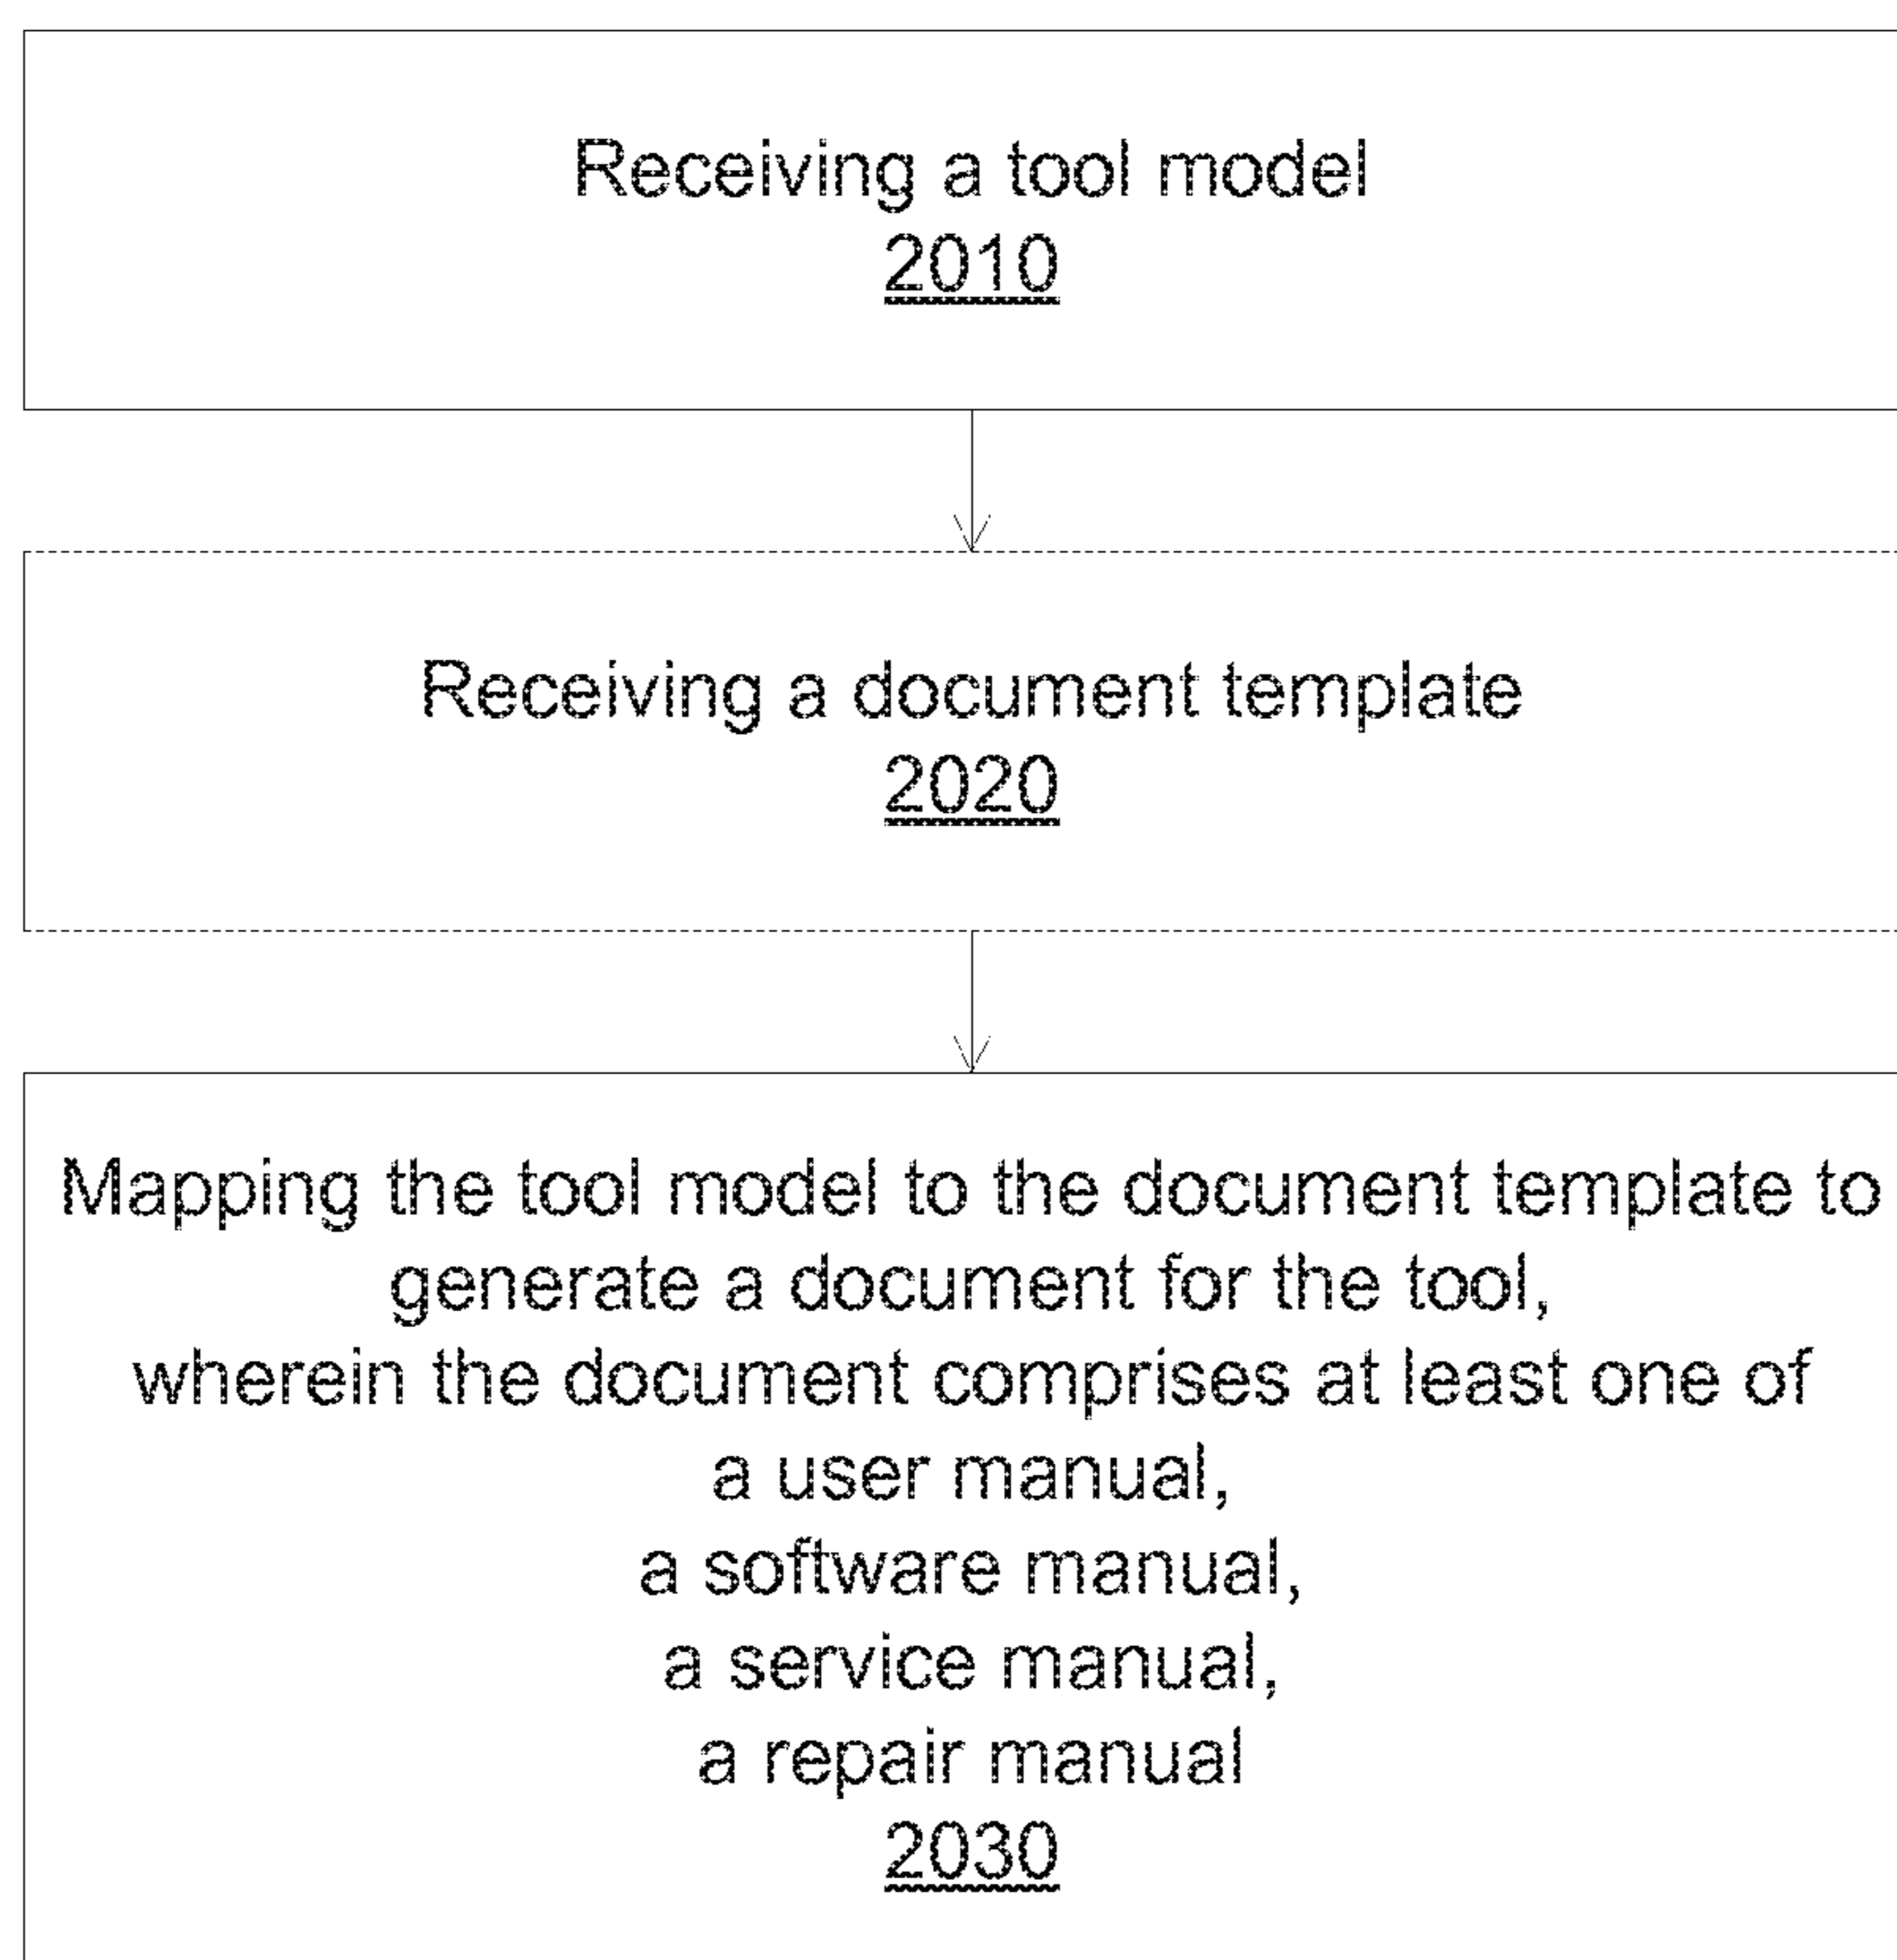 Receiving a tool model
2010
Receiving a document template
2020
Mapping the tool model to the document template to
generate a document for the tool,
wherein the document comprises at least one of
a user manual,
a software manual,
a service manual,
a repair manual
2030